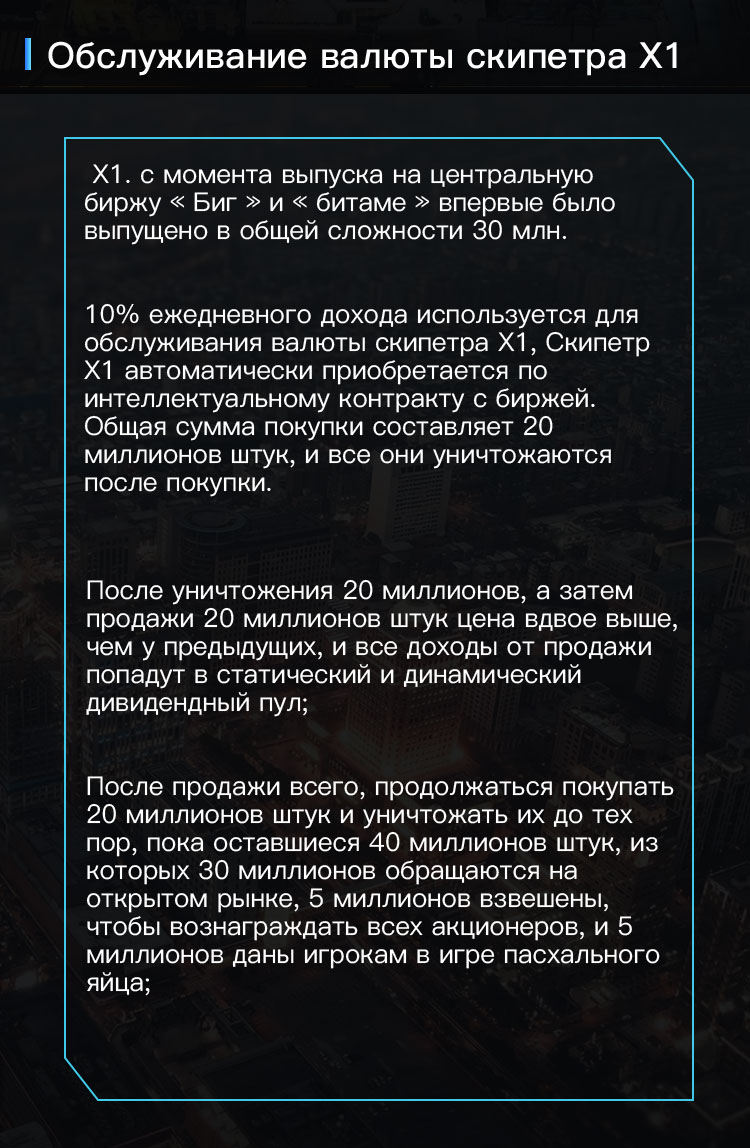 Обслуживание валюты скипетра X1
X1. с момента выпуска на центральную
биржу « Биг » и « битаме » впервые было
выпущено в общей сложности 30 млн.
10% ежедневного дохода используется для
обслуживания валюты скипетра X1, Скипетр
X1 автоматически приобретается по
интеллектуальному контракту с биржей.
Общая сумма покупки составляет 20
миллионов штук, и все они уничтожаются
после покупки.
После уничтожения 20 миллионов, а затем
продажи 20 миллионов штук цена вдвое выше,
чем у предыдущих, и все доходы от продажи
попадут в статический и динамический
дивидендный пул;
После продажи всего, продолжаться покупать
20 миллионов штук и уничтожать их до тех
пор, пока оставшиеся 40 миллионов штук, из
которых 30 миллионов обращаются на
открытом рынке, 5 миллионов взвешены,
чтобы вознаграждать всех акционеров, и 5
миллионов даны игрокам в игре пасхального
яйца;